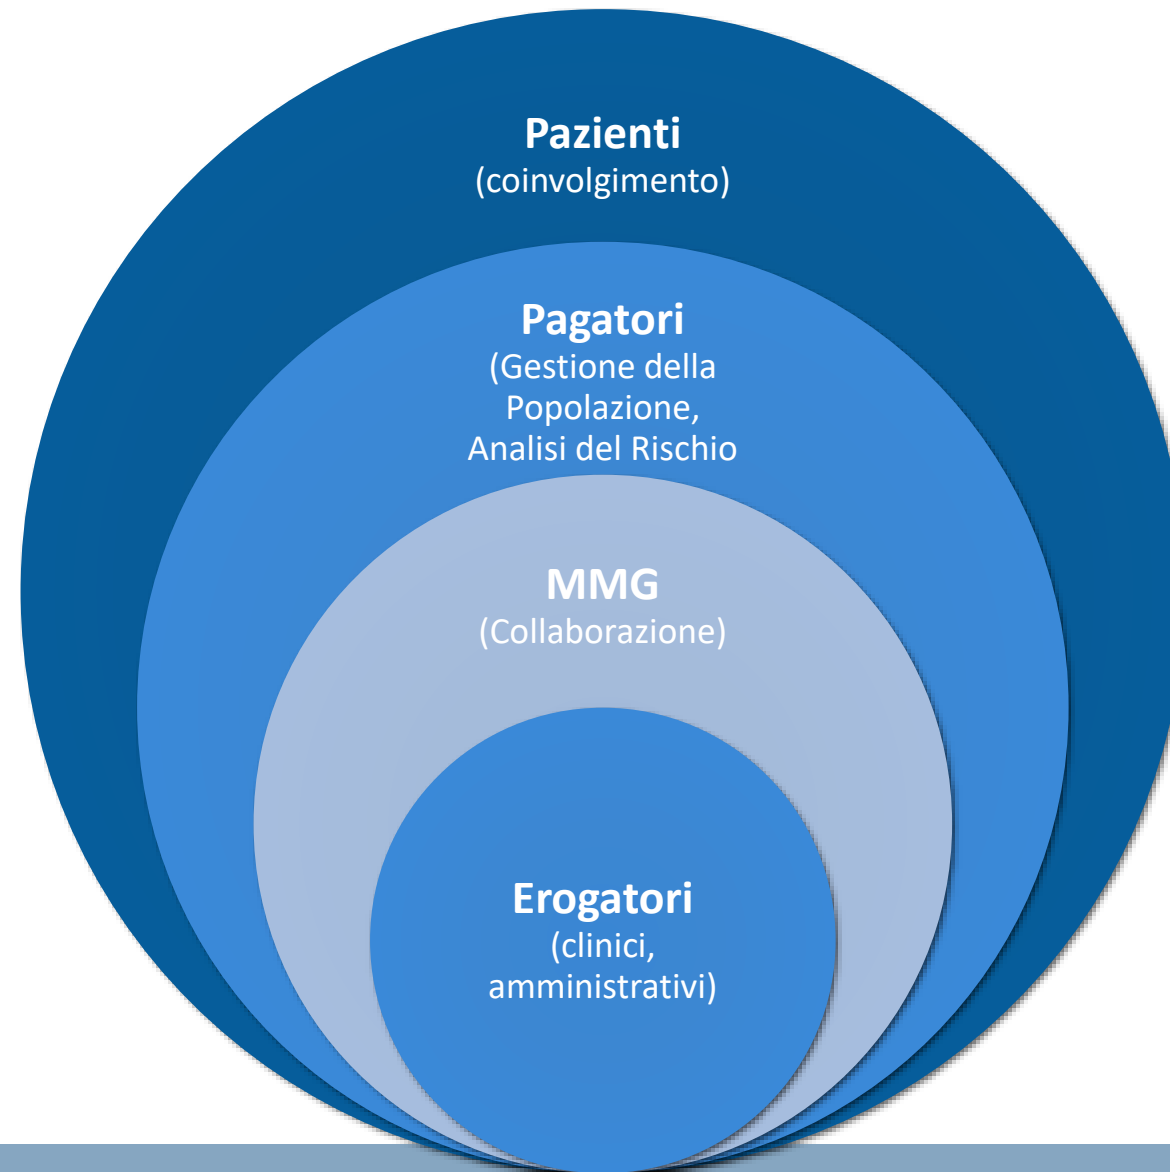 Pazienti
(coinvolgimento)
Pagatori
(Gestione della
Popolazione,
Analisi del Rischio
MMG
(Collaborazione)
Erogatori
(clinici,
amministrativi)